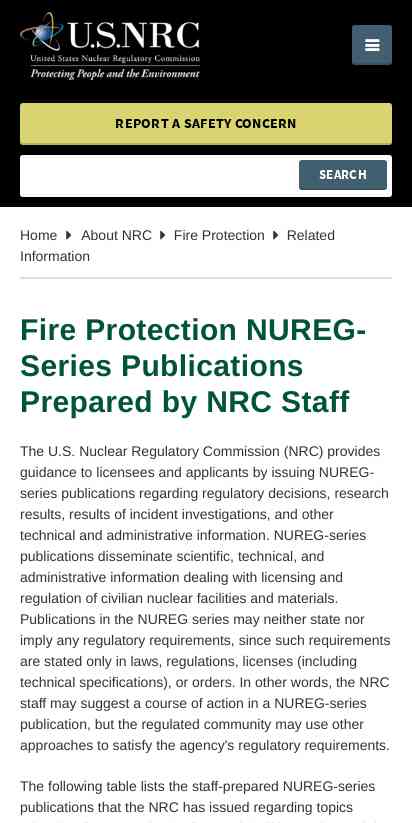 U.S.NRC
United States Nuclear Regulatory Commission
Protecting People and the Environment
REPORT A SAFETY CONCERN
SEARCH
Home About NRC Fire Protection Related
Information
Fire Protection NUREG-
Series Publications
Prepared by NRC Staff
The U.S. Nuclear Regulatory Commission (NRC) provides
guidance to licensees and applicants by issuing NUREG-
series publications regarding regulatory decisions, research
results, results of incident investigations, and other
technical and administrative information. NUREG-series
publications disseminate scientific, technical, and
administrative information dealing with licensing and
regulation of civilian nuclear facilities and materials.
Publications in the NUREG series may neither state nor
imply any regulatory requirements, since such requirements
are stated only in laws, regulations, licenses (including
technical specifications), or orders. In other words, the NRC
staff may suggest a course of action in a NUREG-series
publication, but the regulated community may use other
approaches to satisfy the agency's regulatory requirements.
The following table lists the staff-prepared NUREG-series
publications that the NRC has issued regarding topics